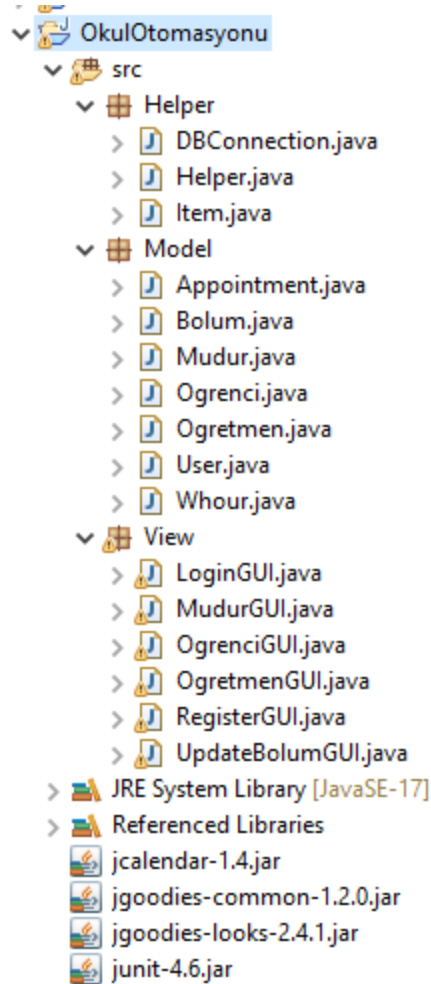 OkulOtomasyonu
src
Helper
DBConnection.java
Helper.java
Item.java
Model
Appointment.java
Bolum.java
Mudur.java
Ogrenci.java
Ogretmen.java
User.java
Whour.java
View
LoginGUI.java
MudurGUI.java
OgrenciGUI.java
OgretmenGUI.java
RegisterGUI.java
UpdateBolumGUI.java
JRE System Library [JavaSE-17]
Referenced Libraries
jcalendar-1.4.jar
jgoodies-common-1.2.0.jar
jgoodies-looks-2.4.1.jar
junit-4.6.jar